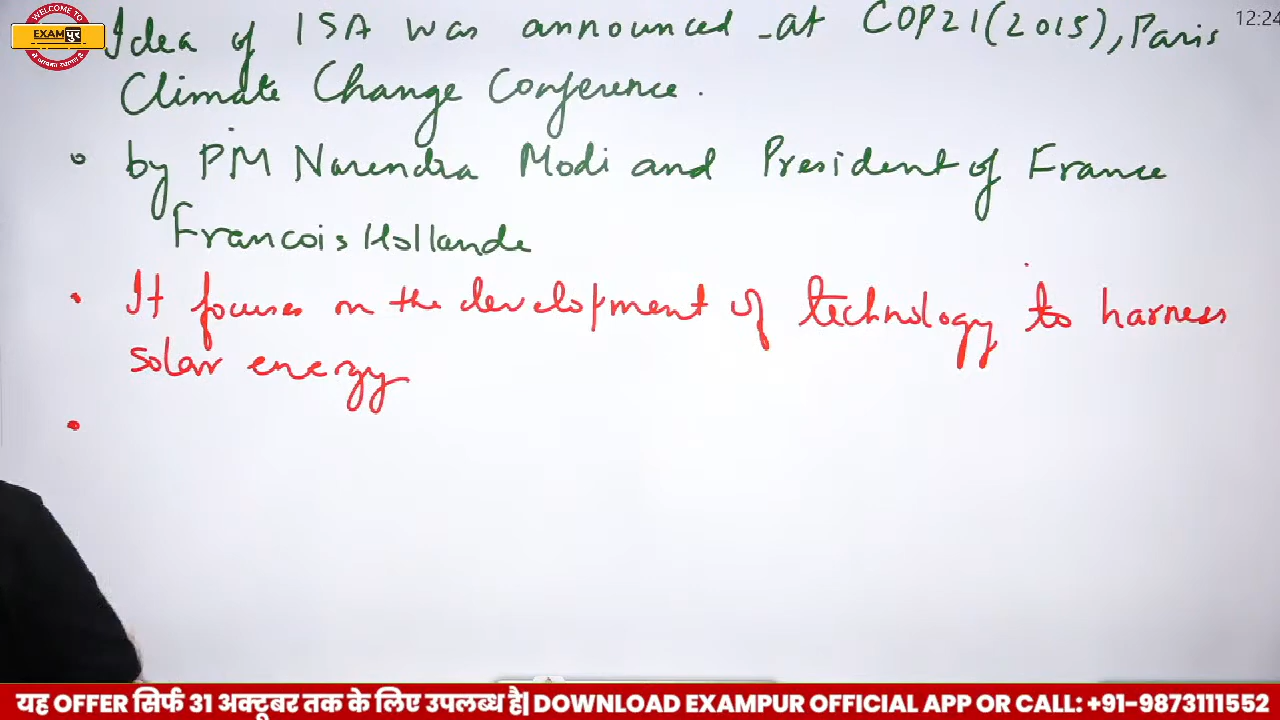 WELCOME TO
EXAMपुर
12:24
Idea of ISA was announced at COP21(2015), Paris
Climate Change Conference.
by PM Narendra Modi and President of France
Francois Hollande
It focuses on the development of technology to harness
solar energy
यह OFFER सिर्फ 31 अक्टूबर तक के लिए उपलब्ध है| DOWNLOAD EXAMPUR OFFICIAL APP OR CALL: +91-9873111552